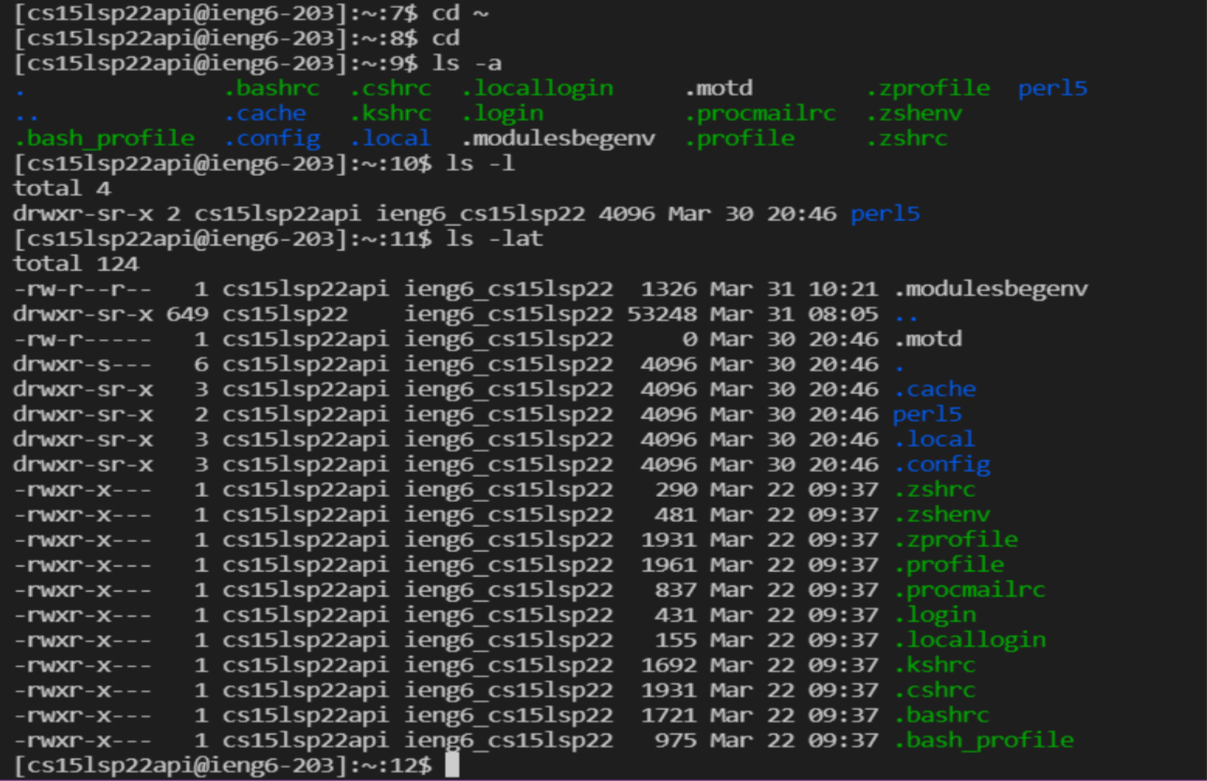 [cs15lsp22api@ieng6-203]:~:7$ cd ~
[cs15lsp22api@ieng6-203]:~:8$ cd
[cs15lsp22api@ieng6-203]:~:9$ ls -a
.               .bashrc  .cshrc  .locallogin       .motd        .zprofile  perl5
..              .cache   .kshrc  .login            .procmailrc  .zshenv
.bash_profile   .config  .local  .modulesbegenv    .profile     .zshrc
[cs15lsp22api@ieng6-203]:~:10$ ls -l
total 4
drwxr-sr-x 2 cs15lsp22api ieng6_cs15lsp22 4096 Mar 30 20:46 perl5
[cs15lsp22api@ieng6-203]:~:11$ ls -lat
total 124
-rw-r--r--   1 cs15lsp22api ieng6_cs15lsp22  1326 Mar 31 10:21 .modulesbegenv
drwxr-sr-x 649 cs15lsp22    ieng6_cs15lsp22 53248 Mar 31 08:05 ..
-rw-r-----   1 cs15lsp22api ieng6_cs15lsp22     0 Mar 30 20:46 .motd
drwxr-s---   6 cs15lsp22api ieng6_cs15lsp22  4096 Mar 30 20:46 .
drwxr-sr-x   3 cs15lsp22api ieng6_cs15lsp22  4096 Mar 30 20:46 .cache
drwxr-sr-x   2 cs15lsp22api ieng6_cs15lsp22  4096 Mar 30 20:46 perl5
drwxr-sr-x   3 cs15lsp22api ieng6_cs15lsp22  4096 Mar 30 20:46 .local
drwxr-sr-x   3 cs15lsp22api ieng6_cs15lsp22  4096 Mar 30 20:46 .config
-rwxr-x---   1 cs15lsp22api ieng6_cs15lsp22   290 Mar 22 09:37 .zshrc
-rwxr-x---   1 cs15lsp22api ieng6_cs15lsp22   481 Mar 22 09:37 .zshenv
-rwxr-x---   1 cs15lsp22api ieng6_cs15lsp22  1931 Mar 22 09:37 .zprofile
-rwxr-x---   1 cs15lsp22api ieng6_cs15lsp22  1961 Mar 22 09:37 .profile
-rwxr-x---   1 cs15lsp22api ieng6_cs15lsp22   837 Mar 22 09:37 .procmailrc
-rwxr-x---   1 cs15lsp22api ieng6_cs15lsp22   431 Mar 22 09:37 .login
-rwxr-x---   1 cs15lsp22api ieng6_cs15lsp22   155 Mar 22 09:37 .locallogin
-rwxr-x---   1 cs15lsp22api ieng6_cs15lsp22  1692 Mar 22 09:37 .kshrc
-rwxr-x---   1 cs15lsp22api ieng6_cs15lsp22  1931 Mar 22 09:37 .cshrc
-rwxr-x---   1 cs15lsp22api ieng6_cs15lsp22  1721 Mar 22 09:37 .bashrc
-rwxr-x---   1 cs15lsp22api ieng6_cs15lsp22   975 Mar 22 09:37 .bash_profile
[cs15lsp22api@ieng6-203]:~:12$